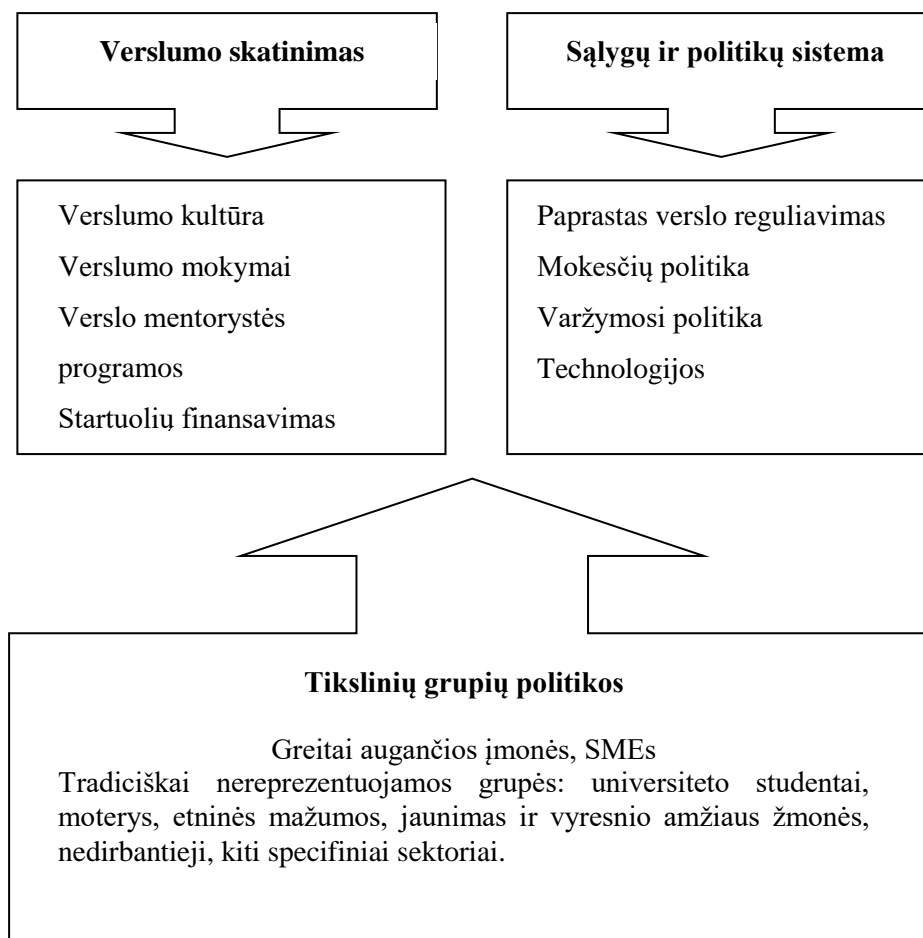 Verslumo skatinimas
Sąlygų ir politikų sistema
Verslumo kultūra
Verslumo mokymai
Verslo mentorystės
programos
Startuolių finansavimas
Paprastas verslo reguliavimas
Mokesčių politika
Varžymosi politika
Technologijos
Tikslinių grupių politikos
Greitai augančios įmonės, SMEs
Tradiciškai nereprezentuojamos grupės: universiteto studentai,
moterys, etninės mažumos, jaunimas ir vyresnio amžiaus žmonės,
nedirbantieji, kiti specifiniai sektoriai.